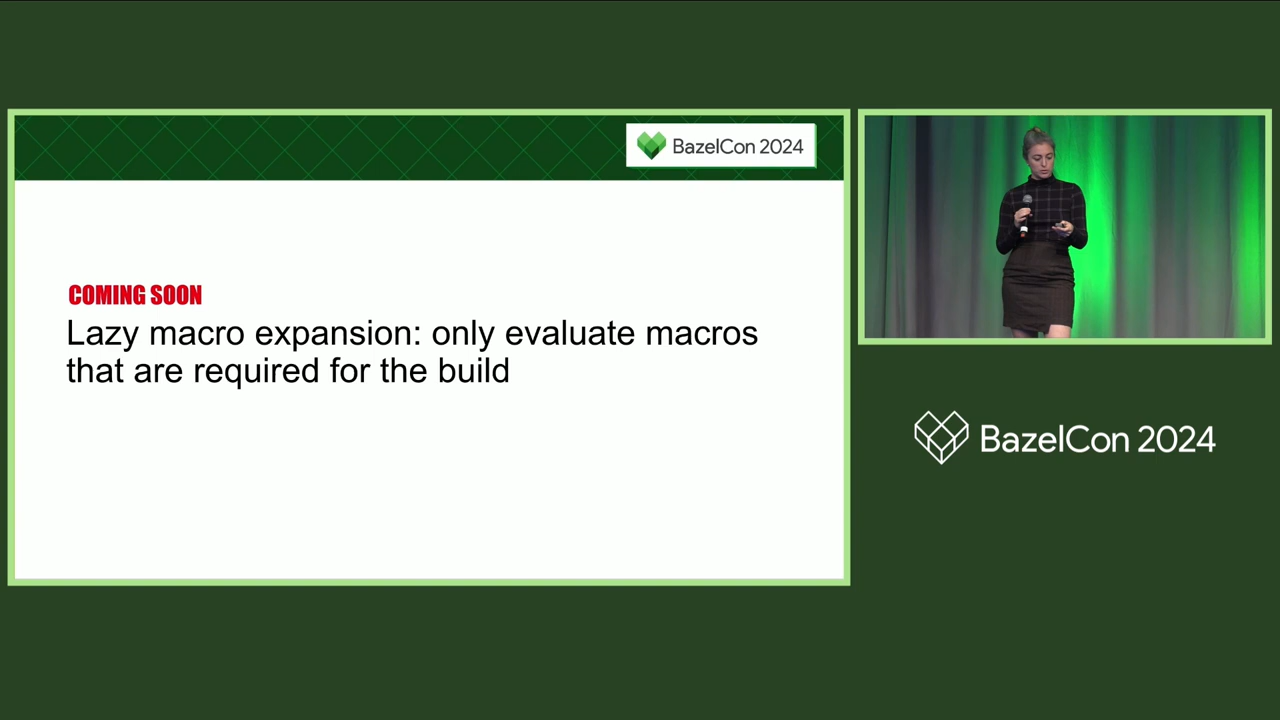 BazelCon 2024
COMING SOON
Lazy macro expansion: only evaluate macros
that are required for the build
BazelCon 2024